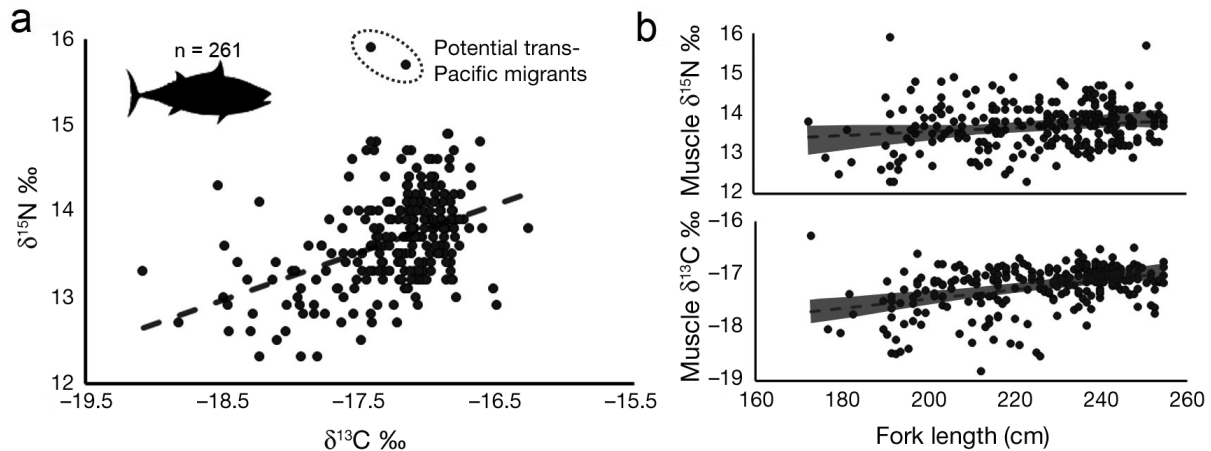 a
n = 261
Potential trans-
Pacific migrants
16
15
14
13
12
δ¹⁵N ‰
−19.5 −18.5 −17.5 −16.5 −15.5
δ¹³C ‰
b
16
15
14
13
12
Muscle δ¹⁵N ‰
−16
−17
−18
−19
Muscle δ¹³C ‰
160 180 200 220 240 260
Fork length (cm)